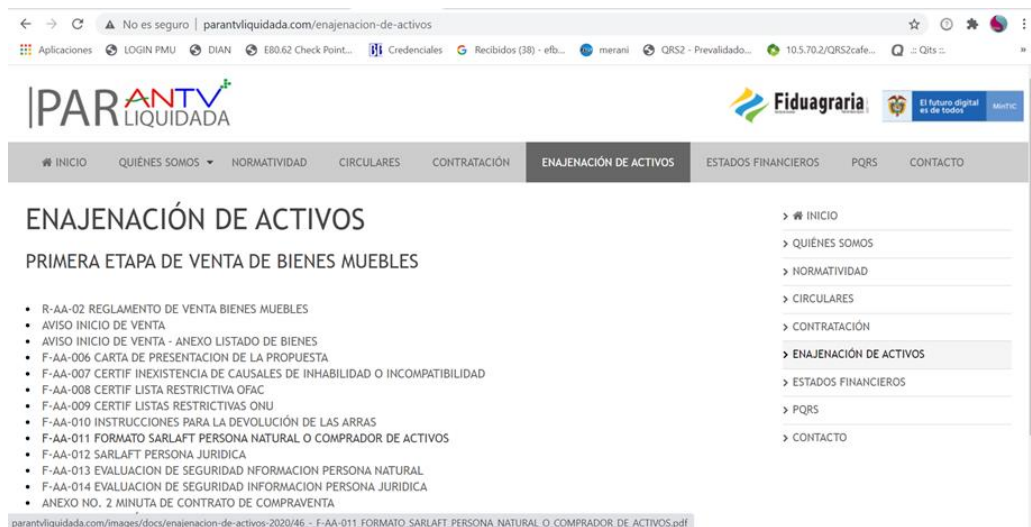 No es seguro | parantvliquidada.com/enajenacion-de-activos
Aplicaciones LOGIN PMU DIAN E80.62 Check Point... Credenciales Recibidos (38) - efb... merani QRS2 - Prevalidado... 10.5.70.2/QRS2cafe... .:: Qits ::. »
|PAR ANTV LIQUIDADA
Fiduagraria
El futuro digital es de todos MinTIC
INICIO QUIÉNES SOMOS NORMATIVIDAD CIRCULARES CONTRATACIÓN ENAJENACIÓN DE ACTIVOS ESTADOS FINANCIEROS PQRS CONTACTO
ENAJENACIÓN DE ACTIVOS
PRIMERA ETAPA DE VENTA DE BIENES MUEBLES
• R-AA-02 REGLAMENTO DE VENTA BIENES MUEBLES
• AVISO INICIO DE VENTA
• AVISO INICIO DE VENTA - ANEXO LISTADO DE BIENES
• F-AA-006 CARTA DE PRESENTACION DE LA PROPUESTA
• F-AA-007 CERTIF INEXISTENCIA DE CAUSALES DE INHABILIDAD O INCOMPATIBILIDAD
• F-AA-008 CERTIF LISTA RESTRICTIVA OFAC
• F-AA-009 CERTIF LISTAS RESTRICTIVAS ONU
• F-AA-010 INSTRUCCIONES PARA LA DEVOLUCIÓN DE LAS ARRAS
• F-AA-011 FORMATO SARLAFT PERSONA NATURAL O COMPRADOR DE ACTIVOS
• F-AA-012 SARLAFT PERSONA JURIDICA
• F-AA-013 EVALUACION DE SEGURIDAD NFORMACION PERSONA NATURAL
• F-AA-014 EVALUACION DE SEGURIDAD INFORMACION PERSONA JURIDICA
• ANEXO NO. 2 MINUTA DE CONTRATO DE COMPRAVENTA
> INICIO
> QUIÉNES SOMOS
> NORMATIVIDAD
> CIRCULARES
> CONTRATACIÓN
> ENAJENACIÓN DE ACTIVOS
> ESTADOS FINANCIEROS
> PQRS
> CONTACTO
parantvliquidada.com/images/docs/enajenacion-de-activos-2020/46_-_F-AA-011_FORMATO_SARLAFT_PERSONA_NATURAL_O_COMPRADOR_DE_ACTIVOS.pdf